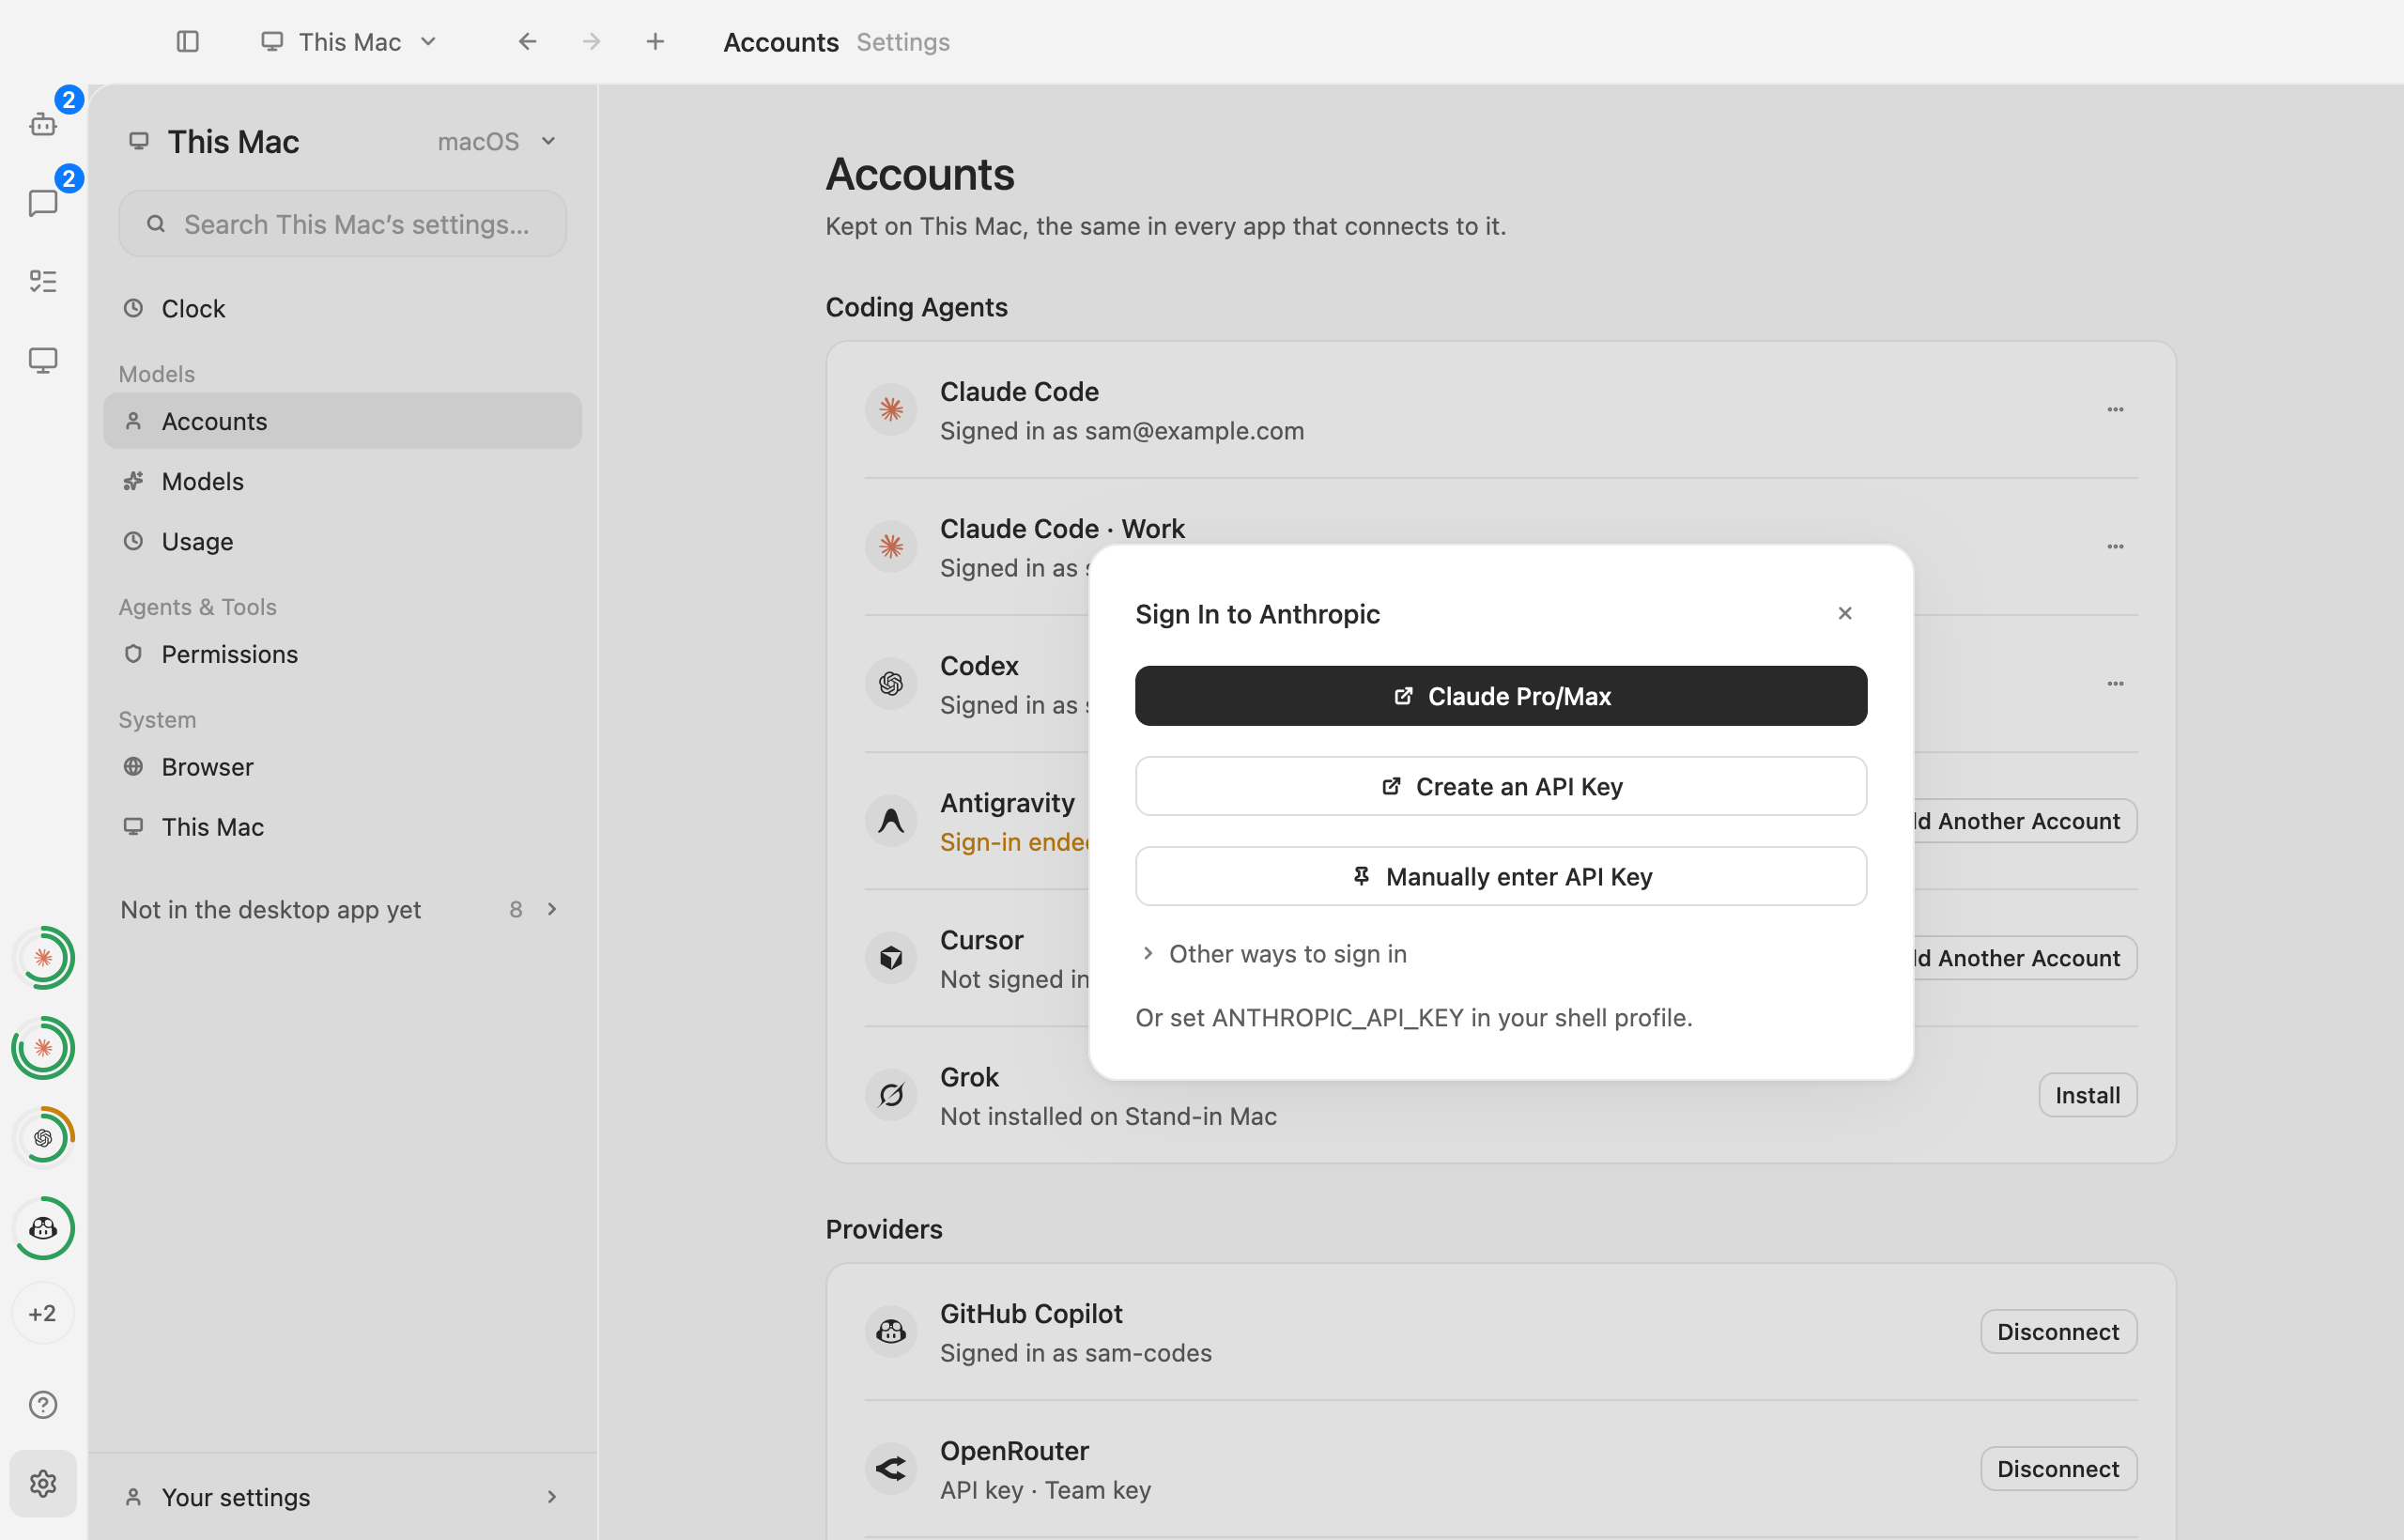 This Mac
Accounts Settings
2
2
This Mac macOS
Search This Mac's settings...
Clock
Models
Accounts
Models
Usage
Agents & Tools
Permissions
System
Browser
This Mac
Not in the desktop app yet 8
+2
Your settings
Accounts
Kept on This Mac, the same in every app that connects to it.
Coding Agents
Claude Code
Signed in as sam@example.com
Claude Code · Work
Signed in as
Codex
Signed in as
Antigravity
Sign-in ended
Another Account
Cursor
Not signed in
Another Account
Grok
Not installed on Stand-in Mac
Install
Sign In to Anthropic
Claude Pro/Max
Create an API Key
Manually enter API Key
Other ways to sign in
Or set ANTHROPIC_API_KEY in your shell profile.
Providers
GitHub Copilot
Signed in as sam-codes
Disconnect
OpenRouter
API key · Team key
Disconnect